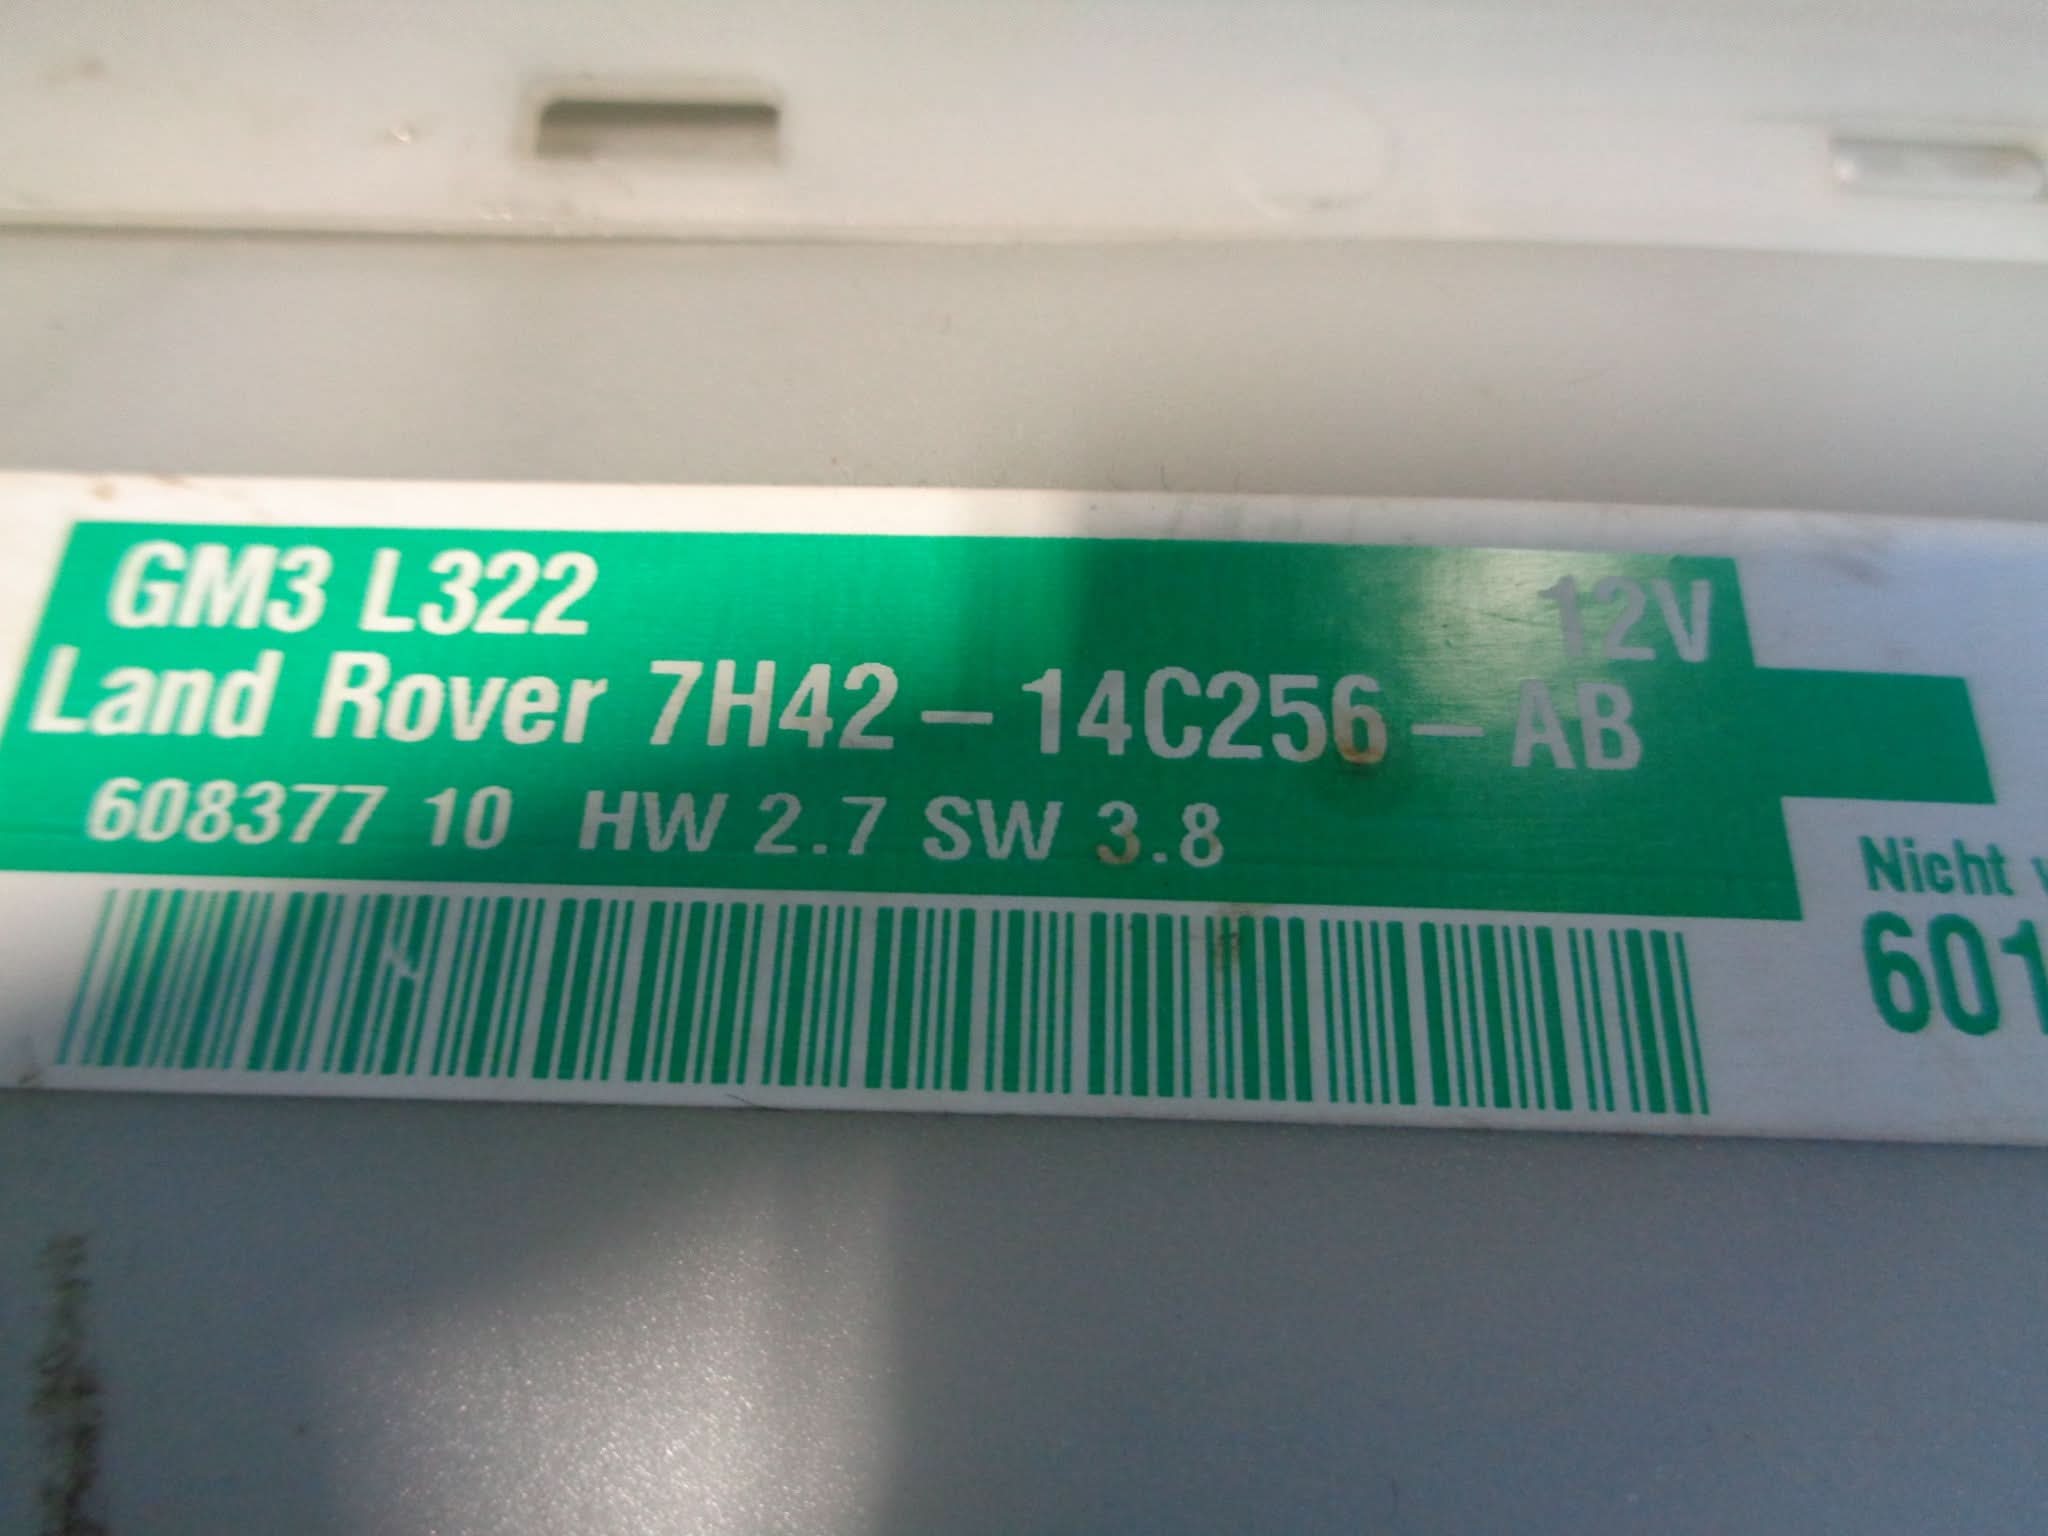 GM3 L322
12V
Land Rover 7H42-14C256-AB
608377 10 HW 2.7 SW 3.8
Nicht
601